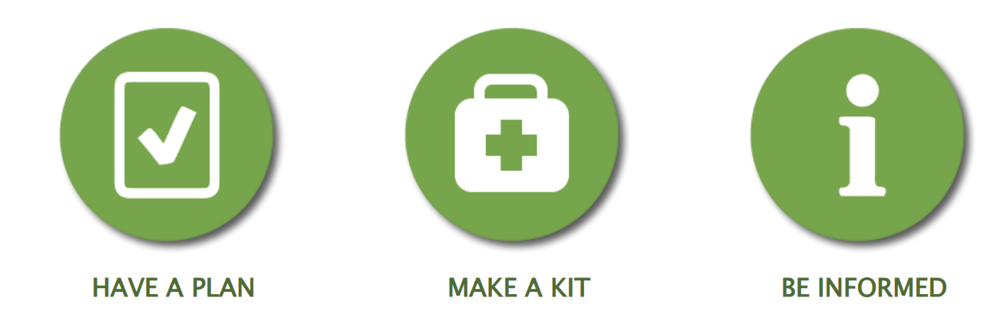 HAVE A PLAN
MAKE A KIT
BE INFORMED